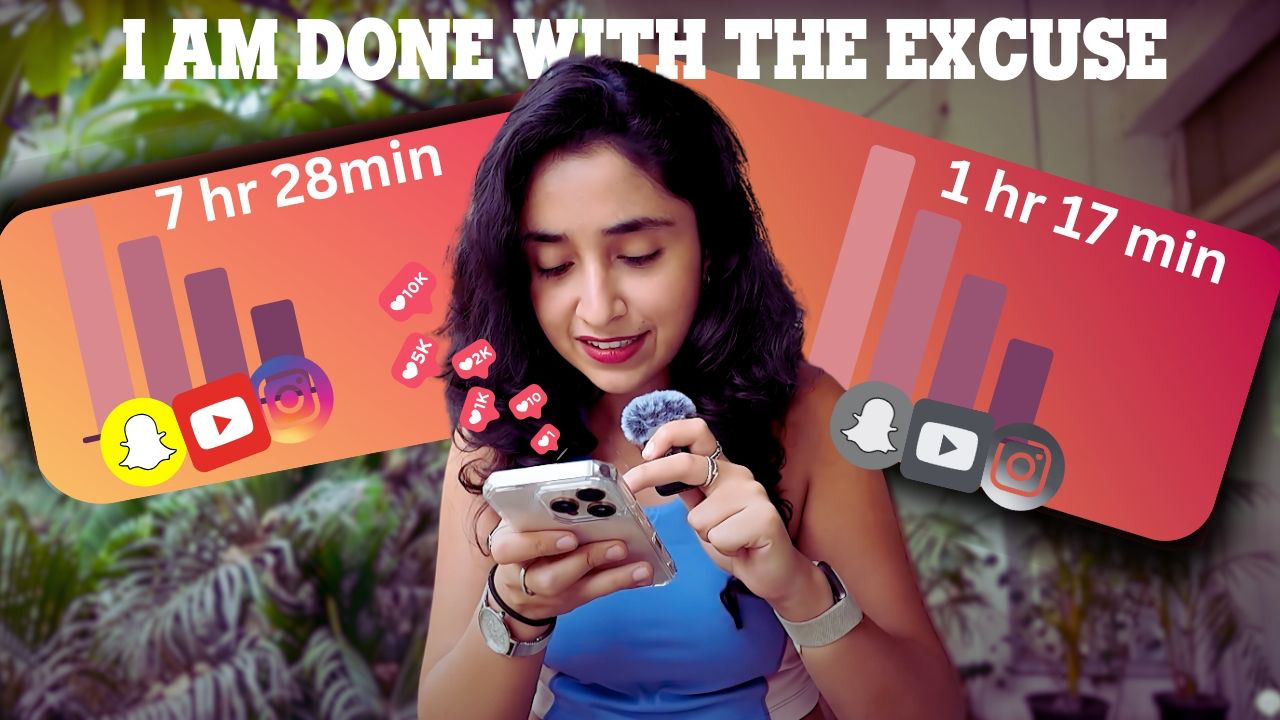 I AM DONE WITH THE EXCUSE
7 hr 28min
1 hr 17 min
10K
5K
2K
1K
10
1